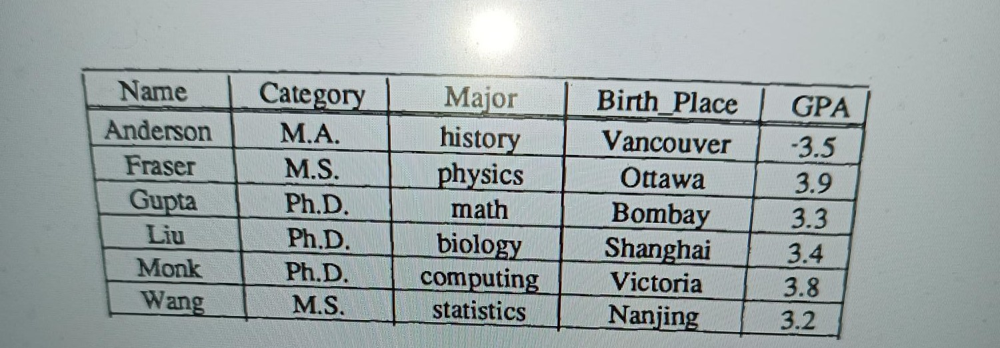 Name Category Major Birth_Place GPA
Anderson M.A. history Vancouver -3.5
Fraser M.S. physics Ottawa 3.9
Gupta Ph.D. math Bombay 3.3
Liu Ph.D. biology Shanghai 3.4
Monk Ph.D. computing Victoria 3.8
Wang M.S. statistics Nanjing 3.2